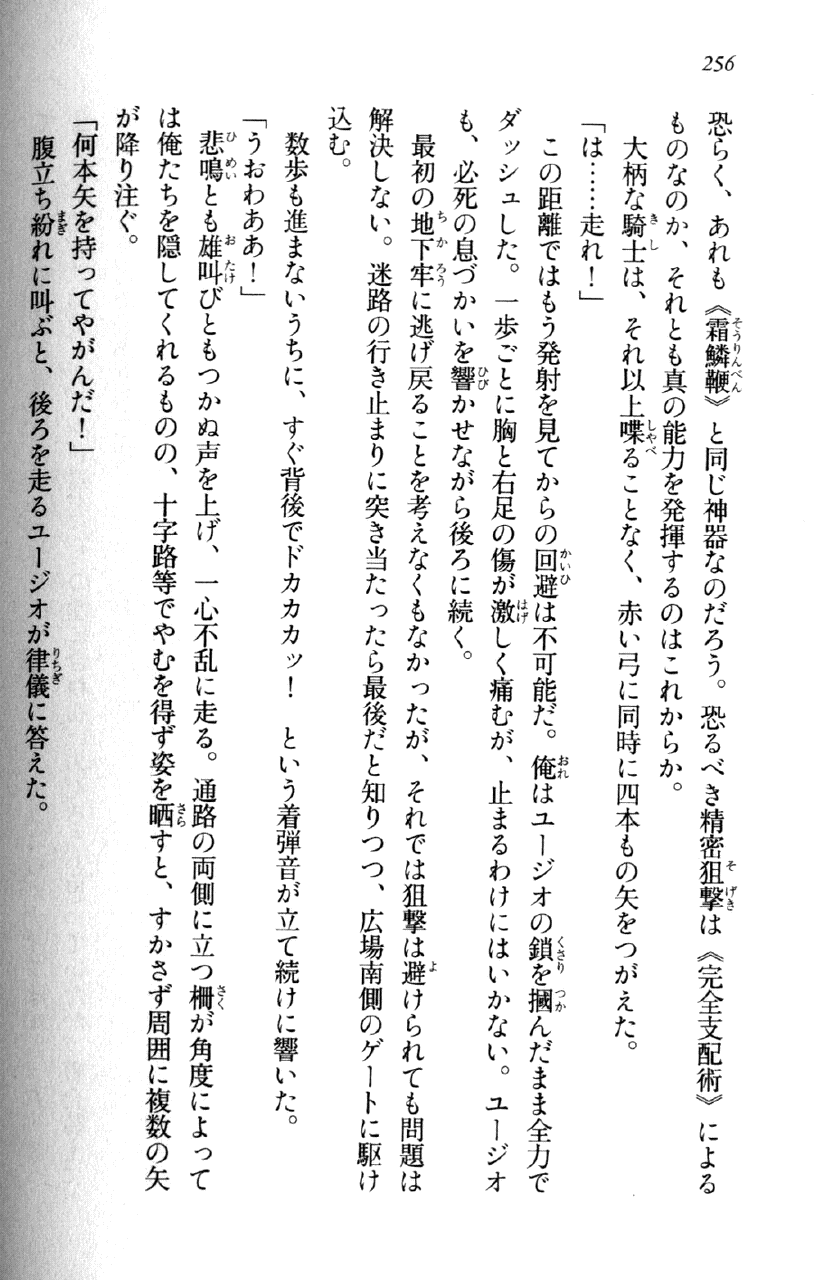 256
恐らく、あれも《霜鱗鞭》と同じ神器なのだろう。恐るべき精密狙撃は《完全支配術》による
ものなのか、それとも真の能力を発揮するのはこれからか。
大柄な騎士は、それ以上喋ることなく、赤い弓に同時に四本もの矢をつがえた。
「は……走れ！」
この距離ではもう発射を見てからの回避は不可能だ。俺はユージオの鎖を摑んだまま全力で
ダッシュした。一歩ごとに胸と右足の傷が激しく痛むが、止まるわけにはいかない。ユージオ
も、必死の息づかいを響かせながら後ろに続く。
最初の地下牢に逃げ戻ることを考えなくもなかったが、それでは狙撃は避けられても問題は
解決しない。迷路の行き止まりに突き当たったら最後だと知りつつ、広場南側のゲートに駆け
込む。
数歩も進まないうちに、すぐ背後でドカカカッ！　という着弾音が立て続けに響いた。
「うおわああ！」
悲鳴とも雄叫びともつかぬ声を上げ、一心不乱に走る。通路の両側に立つ柵が角度によって
は俺たちを隠してくれるものの、十字路等でやむを得ず姿を晒すと、すかさず周囲に複数の矢
が降り注ぐ。
「何本矢を持ってやがんだ！」
腹立ち紛れに叫ぶと、後ろを走るユージオが律儀に答えた。